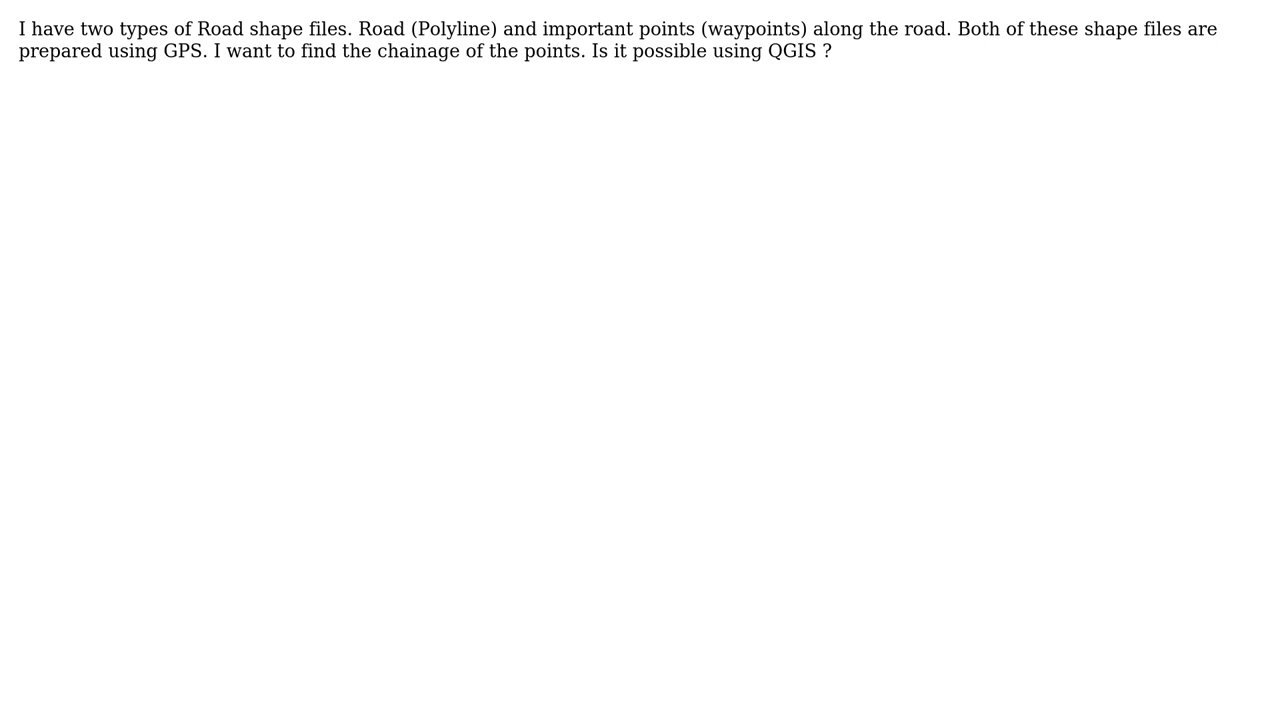 I have two types of Road shape files. Road (Polyline) and important points (waypoints) along the road. Both of these shape files are
prepared using GPS. I want to find the chainage of the points. Is it possible using QGIS ?